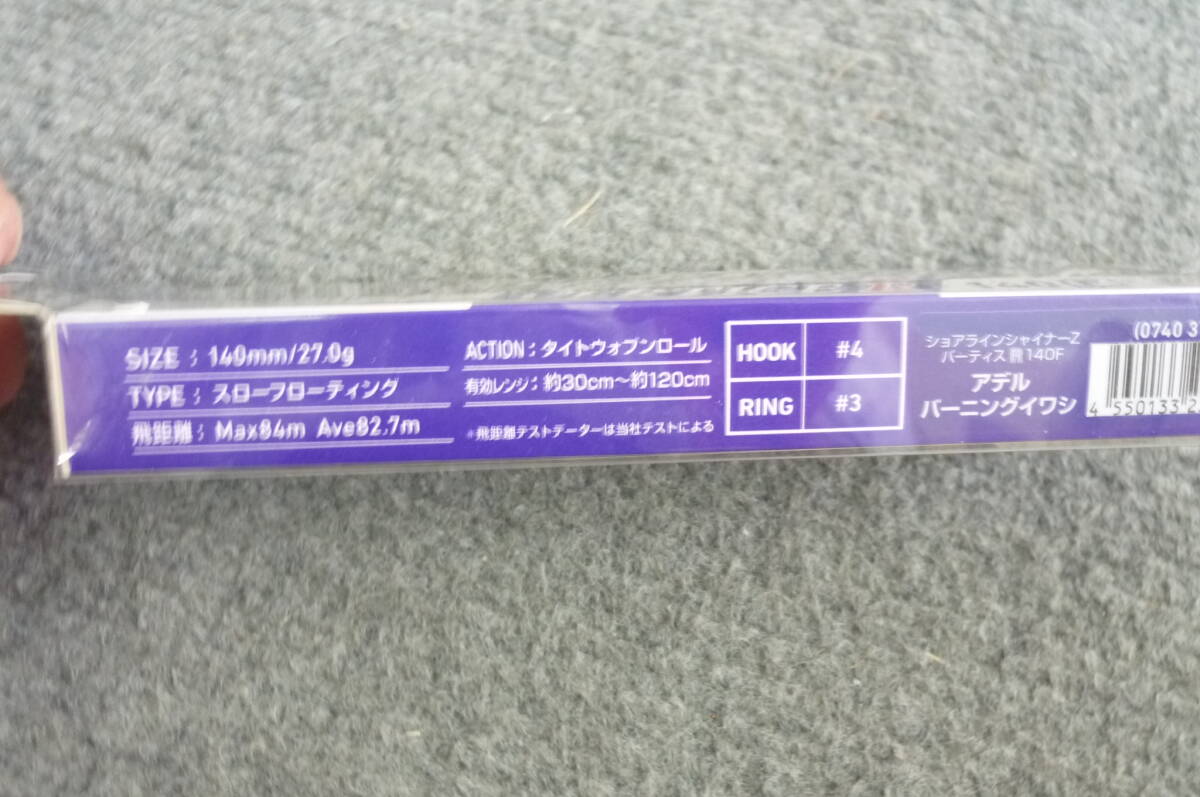 SIZE : 140mm/27.0g
TYPE : スローフローティング
飛距離 : Max84m Ave82.7m
ACTION : タイトウォブンロール
有効レンジ : 約30cm～約120cm
※飛距離テストデーターは当社テストによる
HOOK #4
RING #3
ショアラインシャイナーZ
バーティス 140F
アデル
バーニングイワシ
(0740 3
4 550133 2